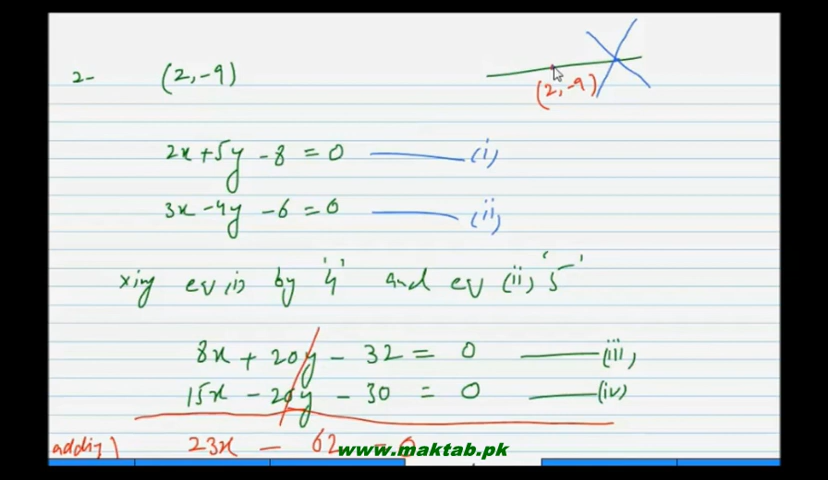 2- (2,-9)
(2,-9)
2x + 5y - 8 = 0 (i)
3x - 4y - 6 = 0 (ii)
xing eq (i) by '4' and eq (ii) '5'
8x + 20y - 32 = 0 (iii)
15x - 20y - 30 = 0 (iv)
adding 23x - 62 = 0
www.maktab.pk